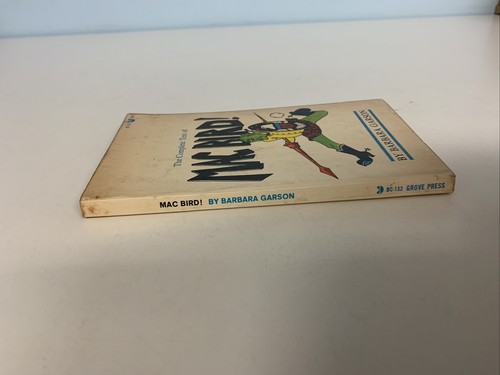 The Complete Text of
MAC BIRD!
BY BARBARA GARSON
MAC BIRD! BY BARBARA GARSON BC-132 GROVE PRESS